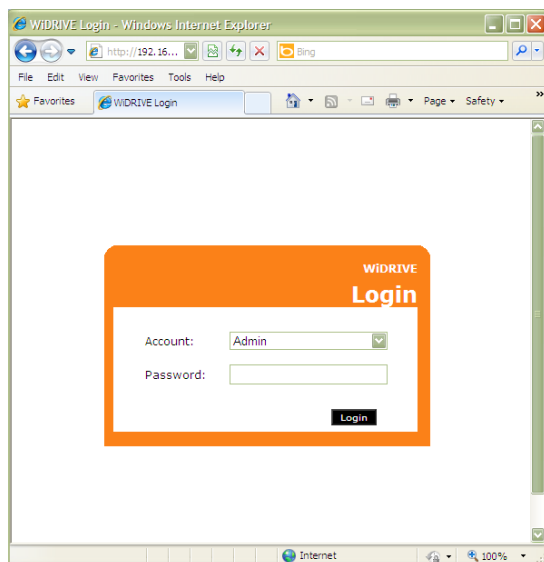 WiDRIVE Login - Windows Internet Explorer
http://192.16...
Bing
File Edit View Favorites Tools Help
Favorites
WiDRIVE Login
Page
Safety
»
WiDRIVE
Login
Account:
Admin
Password:
Login
Internet
100%